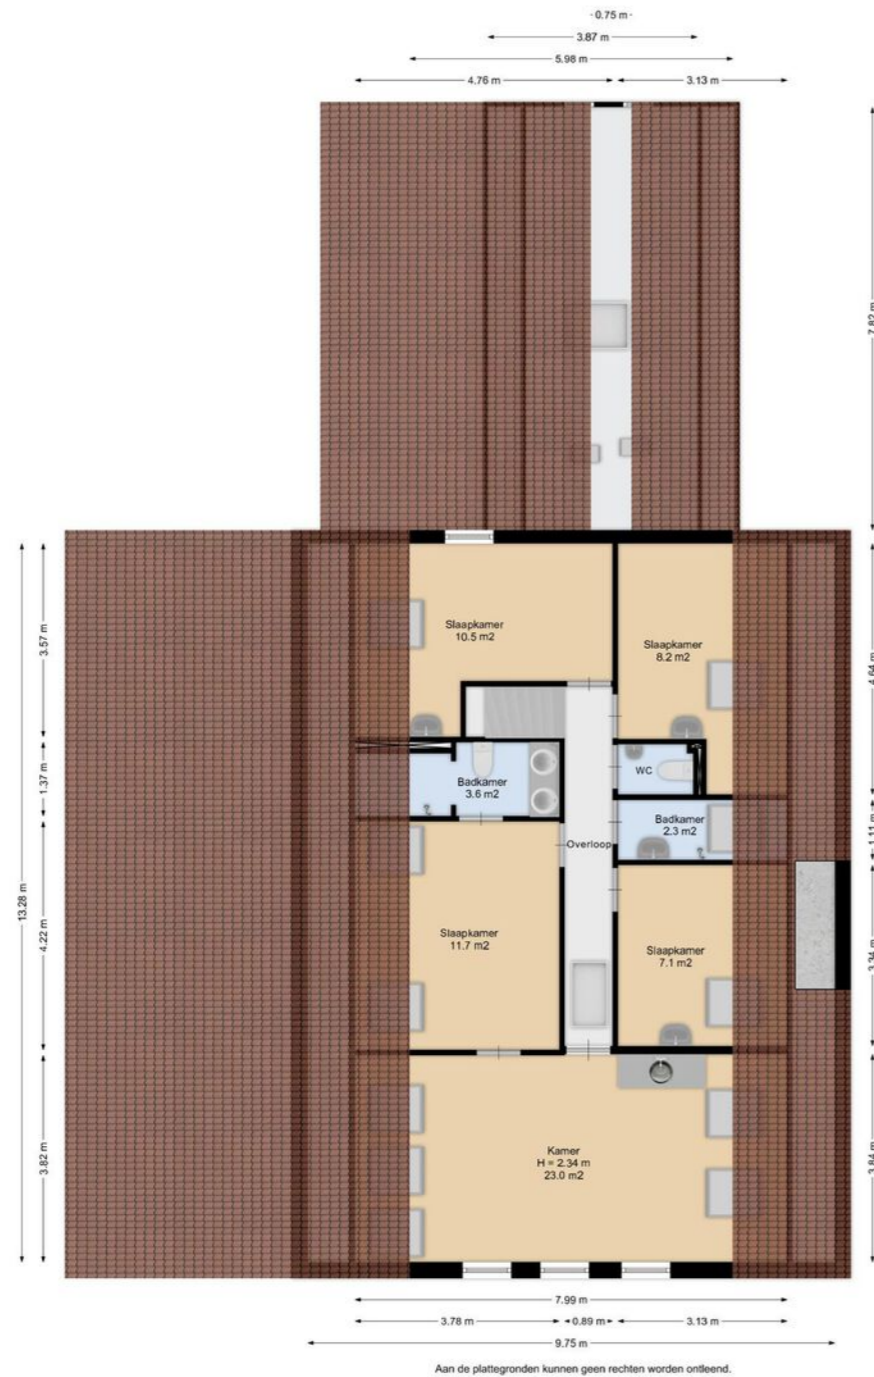 0.75 m
3.87 m
5.98 m
4.76 m
3.13 m
7.82 m
3.57 m
Slaapkamer
10.5 m2
Slaapkamer
8.2 m2
4.64 m
WC
1.37 m
Badkamer
3.6 m2
Badkamer
2.3 m2
1.11 m
Overloop
13.28 m
4.22 m
Slaapkamer
11.7 m2
Slaapkamer
7.1 m2
3.34 m
3.82 m
Kamer
H = 2.34 m
23.0 m2
3.84 m
7.99 m
3.78 m
0.89 m
3.13 m
9.75 m
Aan de plattegronden kunnen geen rechten worden ontleend.